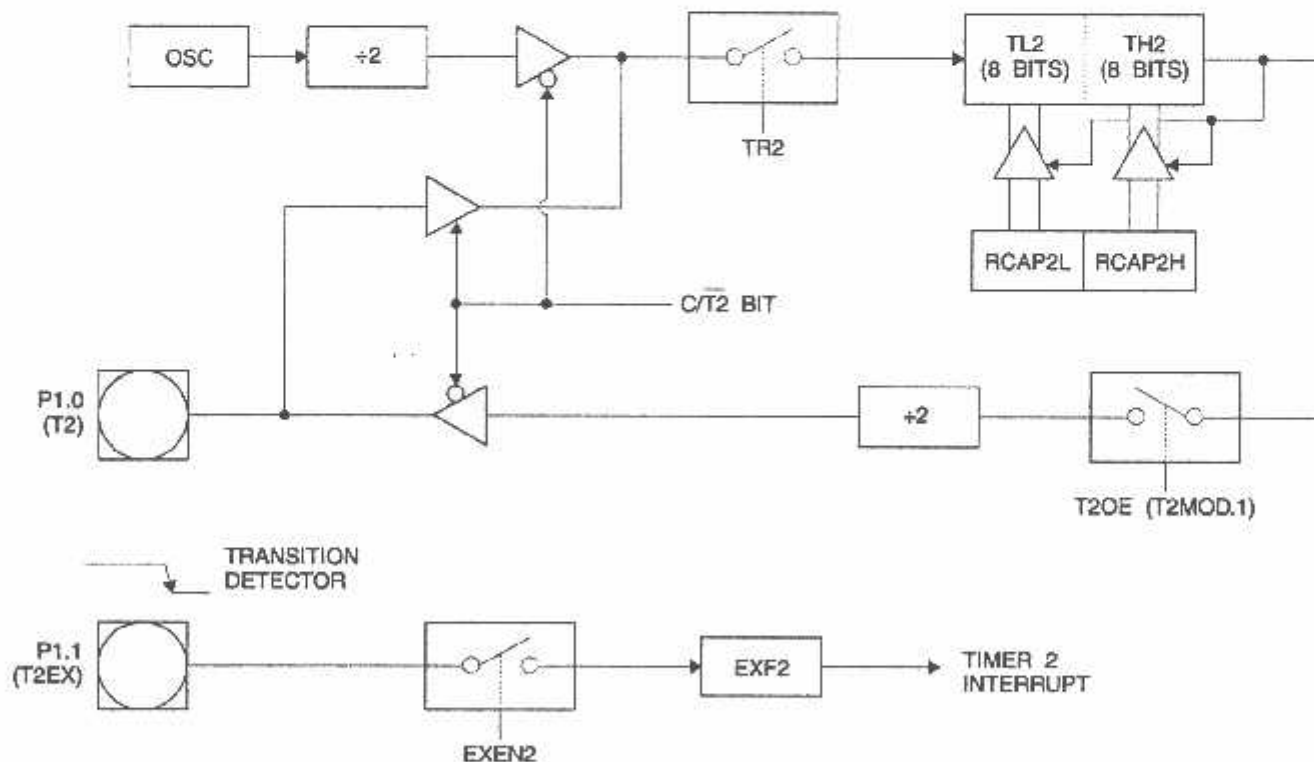 OSC
÷2
TL2
(8 BITS)
TH2
(8 BITS)
TR2
RCAP2L
RCAP2H
C/T2 BIT
P1.0
(T2)
÷2
T2OE (T2MOD.1)
TRANSITION
DETECTOR
P1.1
(T2EX)
EXF2
TIMER 2
INTERRUPT
EXEN2